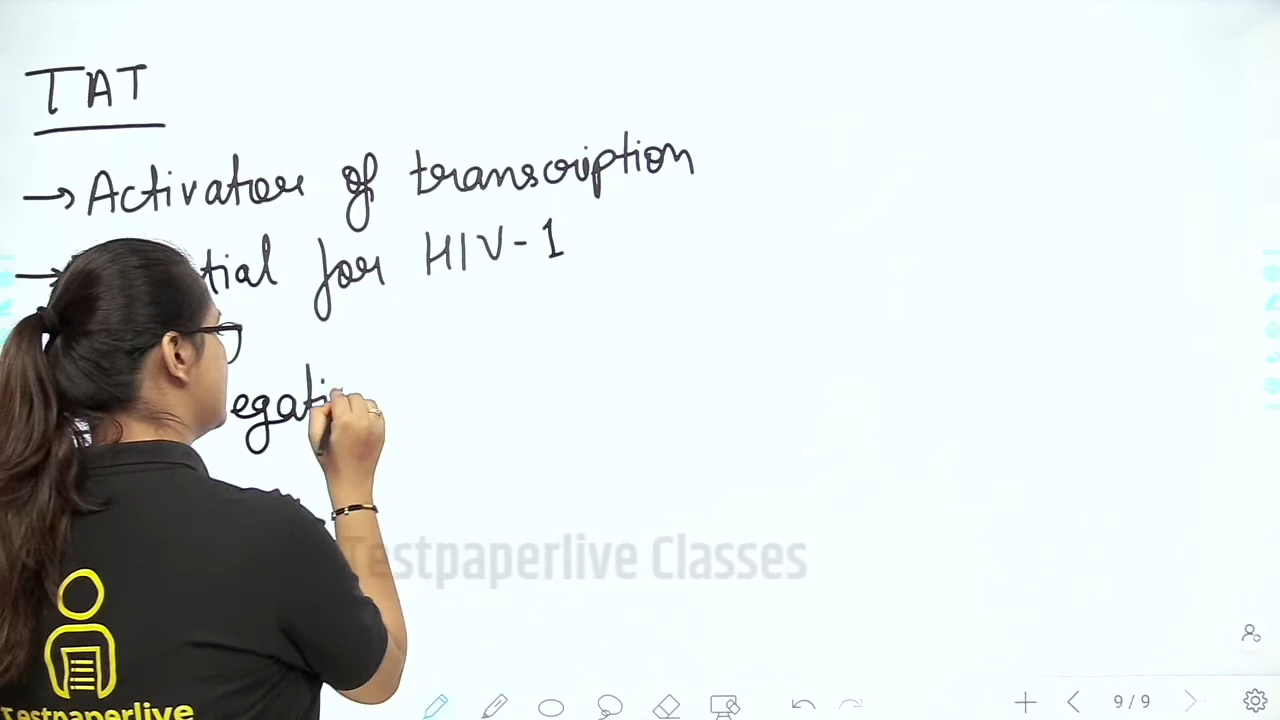 TAT
→ Activator of transcription
→ tial for HIV-1
egati
Testpaperlive Classes
9/9
Testpaperlive